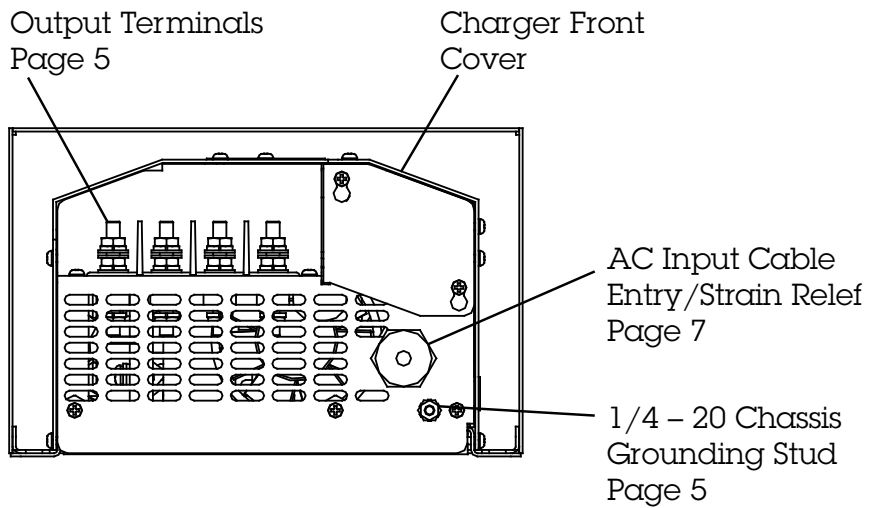 Output Terminals
Page 5
Charger Front
Cover
AC Input Cable
Entry/Strain Relef
Page 7
1/4 – 20 Chassis
Grounding Stud
Page 5